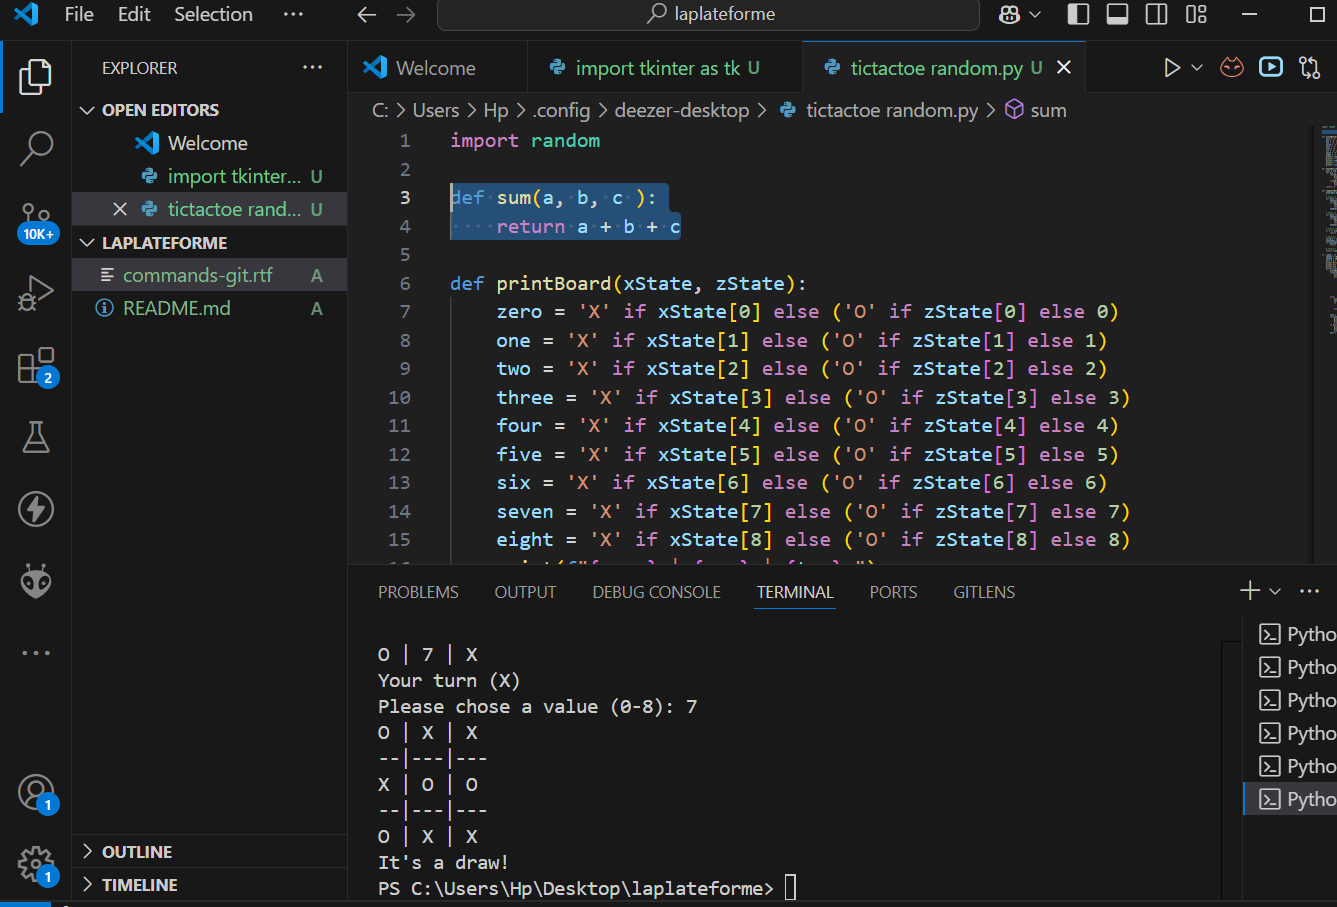 File Edit Selection ··· laplateforme
EXPLORER ···
OPEN EDITORS
Welcome
import tkinter... U
tictactoe rand... U
LAPLATEFORME
commands-git.rtf A
README.md A
OUTLINE
TIMELINE
10K+
2
1
1
Welcome import tkinter as tk U tictactoe random.py U
C: > Users > Hp > .config > deezer-desktop > tictactoe random.py > sum
1 import random
2
3 def sum(a, b, c ):
4 return a + b + c
5
6 def printBoard(xState, zState):
7 zero = 'X' if xState[0] else ('O' if zState[0] else 0)
8 one = 'X' if xState[1] else ('O' if zState[1] else 1)
9 two = 'X' if xState[2] else ('O' if zState[2] else 2)
10 three = 'X' if xState[3] else ('O' if zState[3] else 3)
11 four = 'X' if xState[4] else ('O' if zState[4] else 4)
12 five = 'X' if xState[5] else ('O' if zState[5] else 5)
13 six = 'X' if xState[6] else ('O' if zState[6] else 6)
14 seven = 'X' if xState[7] else ('O' if zState[7] else 7)
15 eight = 'X' if xState[8] else ('O' if zState[8] else 8)
PROBLEMS OUTPUT DEBUG CONSOLE TERMINAL PORTS GITLENS
O | 7 | X
Your turn (X)
Please chose a value (0-8): 7
O | X | X
--|---|---
X | O | O
--|---|---
O | X | X
It's a draw!
PS C:\Users\Hp\Desktop\laplateforme>
Pytho
Pytho
Pytho
Pytho
Pytho
Pytho